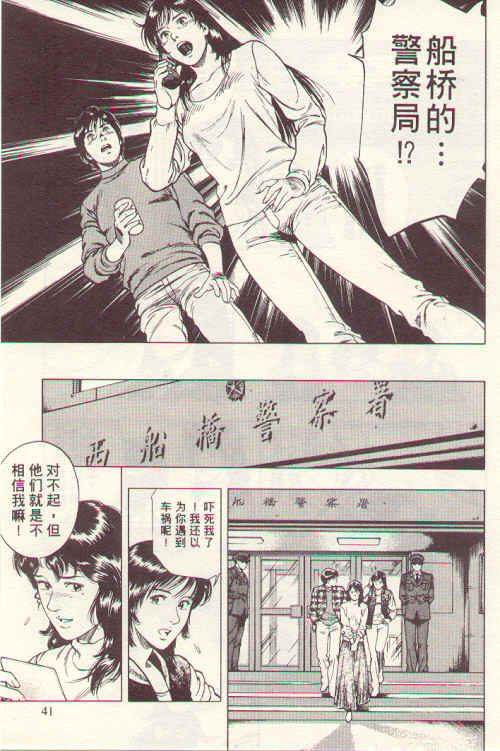 船桥的…
警察局!?
西船橋警察署
船橋警察署
吓死我了
！我还以
为你遇到
车祸呢！
对不起，但
他们就是不
相信我嘛！
41